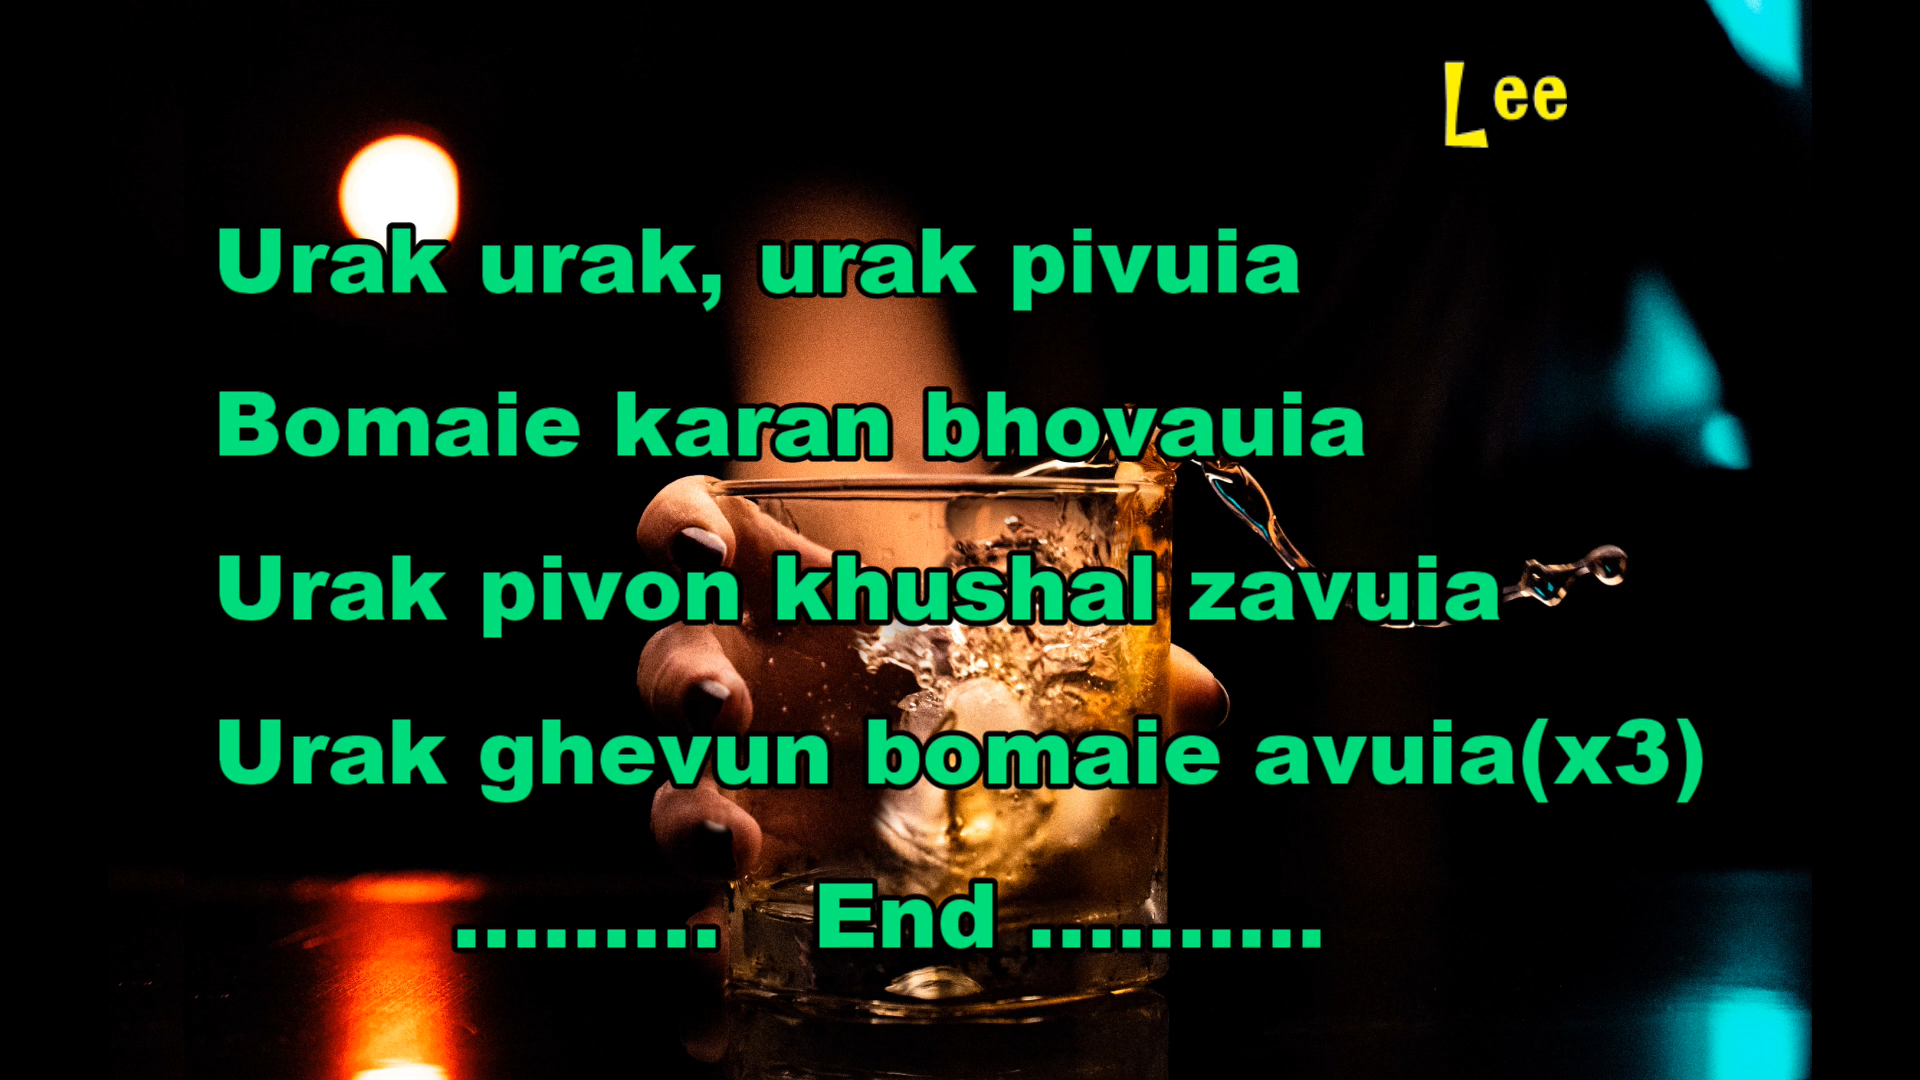 Lee
Urak urak, urak pivuia
Bomaie karan bhovauia
Urak pivon khushal zavuia
Urak ghevun bomaie avuia(x3)
......... End ..........